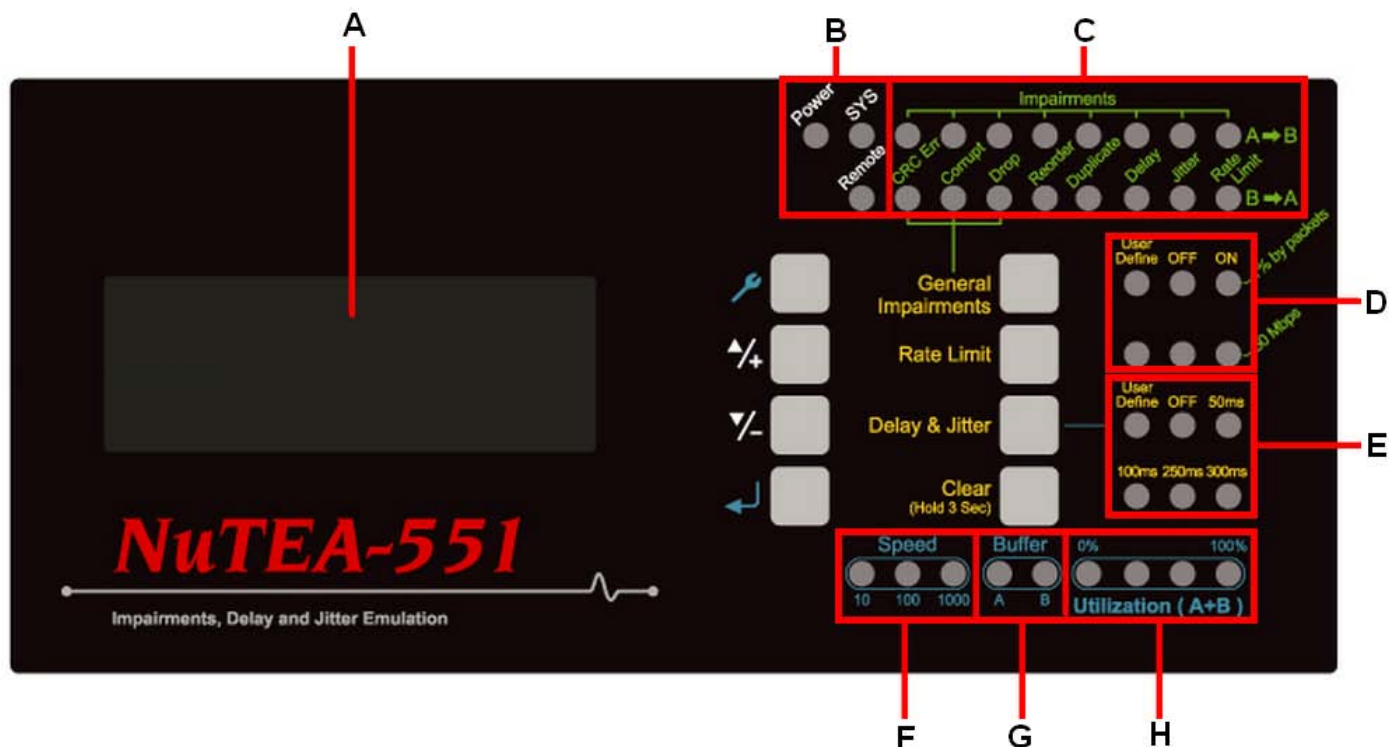 A
B
C
Power
SYS
Impairments
A➡B
CRC Err
Corrupt
Drop
Reorder
Duplicate
Delay
Jitter
Rate
Limit
Remote
B➡A
User
Define
OFF
ON
% by packets
D
General
Impairments
▲/+
Rate Limit
0 Mbps
▼/-
Delay & Jitter
User
Define
OFF
50ms
E
100ms
250ms
300ms
Clear
(Hold 3 Sec)
NuTEA-551
Impairments, Delay and Jitter Emulation
Speed
10
100
1000
Buffer
A
B
0%
100%
Utilization ( A+B )
F
G
H